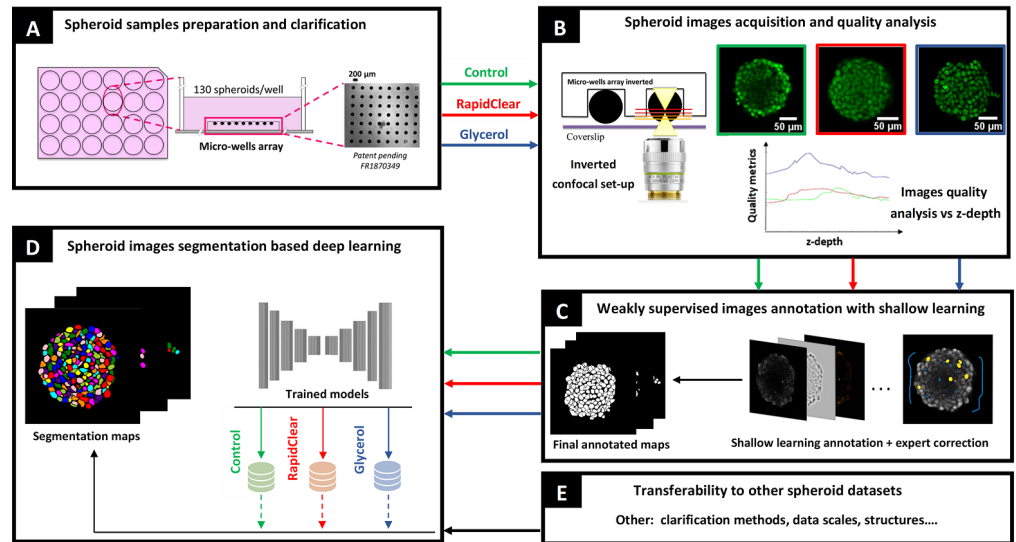 A
Spheroid samples preparation and clarification
130 spheroids/well
Micro-wells array
200 µm
Patent pending
FR1870349
Control
RapidClear
Glycerol
B
Spheroid images acquisition and quality analysis
Micro-wells array inverted
Coverslip
Inverted
confocal set-up
50 µm
50 µm
50 µm
Quality metrics
z-depth
Images quality
analysis vs z-depth
C
Weakly supervised images annotation with shallow learning
Final annotated maps
...
Shallow learning annotation + expert correction
D
Spheroid images segmentation based deep learning
Segmentation maps
Trained models
Control
RapidClear
Glycerol
E
Transferability to other spheroid datasets
Other: clarification methods, data scales, structures....